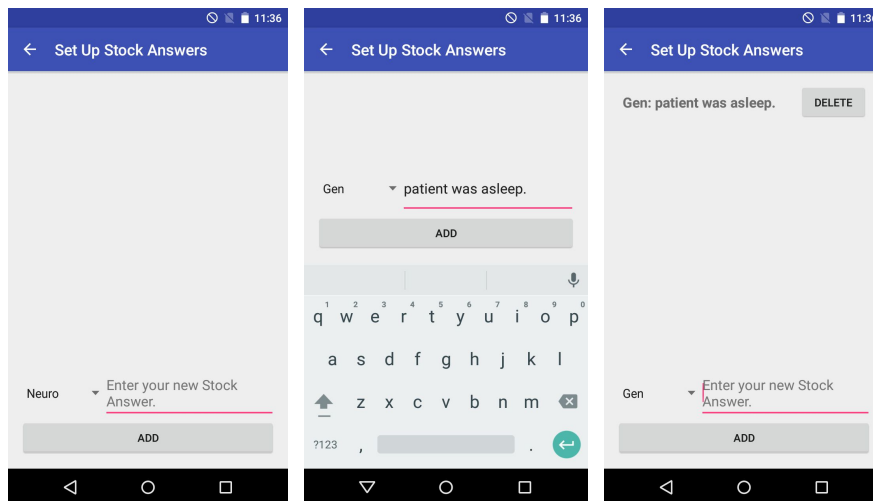 11:36
Set Up Stock Answers
Neuro
Enter your new Stock
Answer.
ADD
11:36
Set Up Stock Answers
Gen
patient was asleep.
ADD
1 2 3 4 5 6 7 8 9 0
q w e r t y u i o p
a s d f g h j k l
z x c v b n m
?123 , .
11:36
Set Up Stock Answers
Gen: patient was asleep.
DELETE
Gen
Enter your new Stock
Answer.
ADD